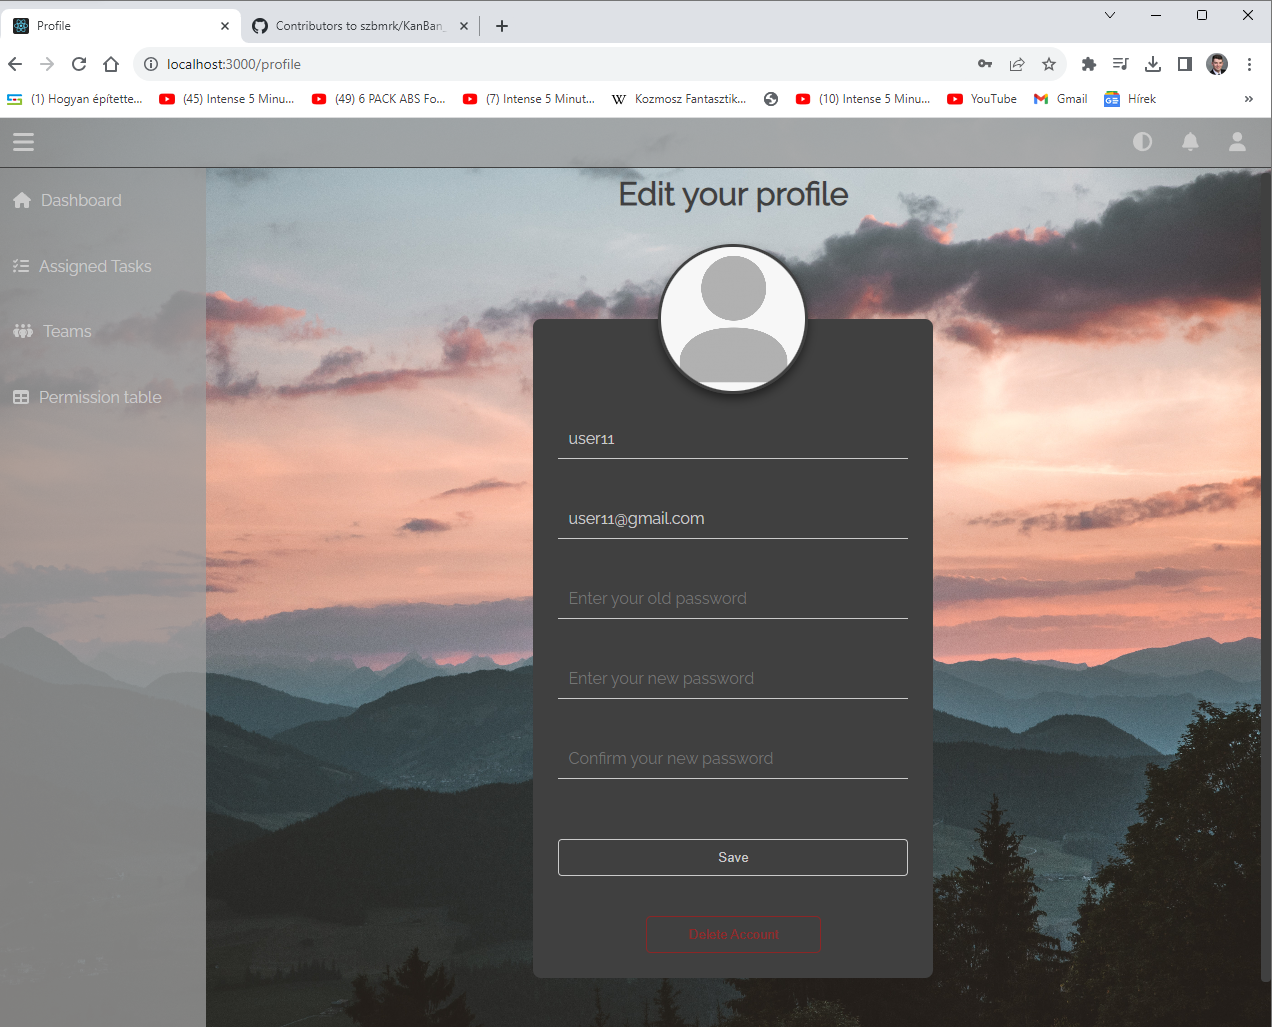 Profile
Contributors to szbmrk/KanBan_
localhost:3000/profile
(1) Hogyan építette...
(45) Intense 5 Minu...
(49) 6 PACK ABS Fo...
(7) Intense 5 Minut...
W Kozmosz Fantasztik...
(10) Intense 5 Minu...
YouTube
Gmail
GE Hírek
Edit your profile
Dashboard
Assigned Tasks
Teams
Permission table
user11
user11@gmail.com
Enter your old password
Enter your new password
Confirm your new password
Save
Delete Account